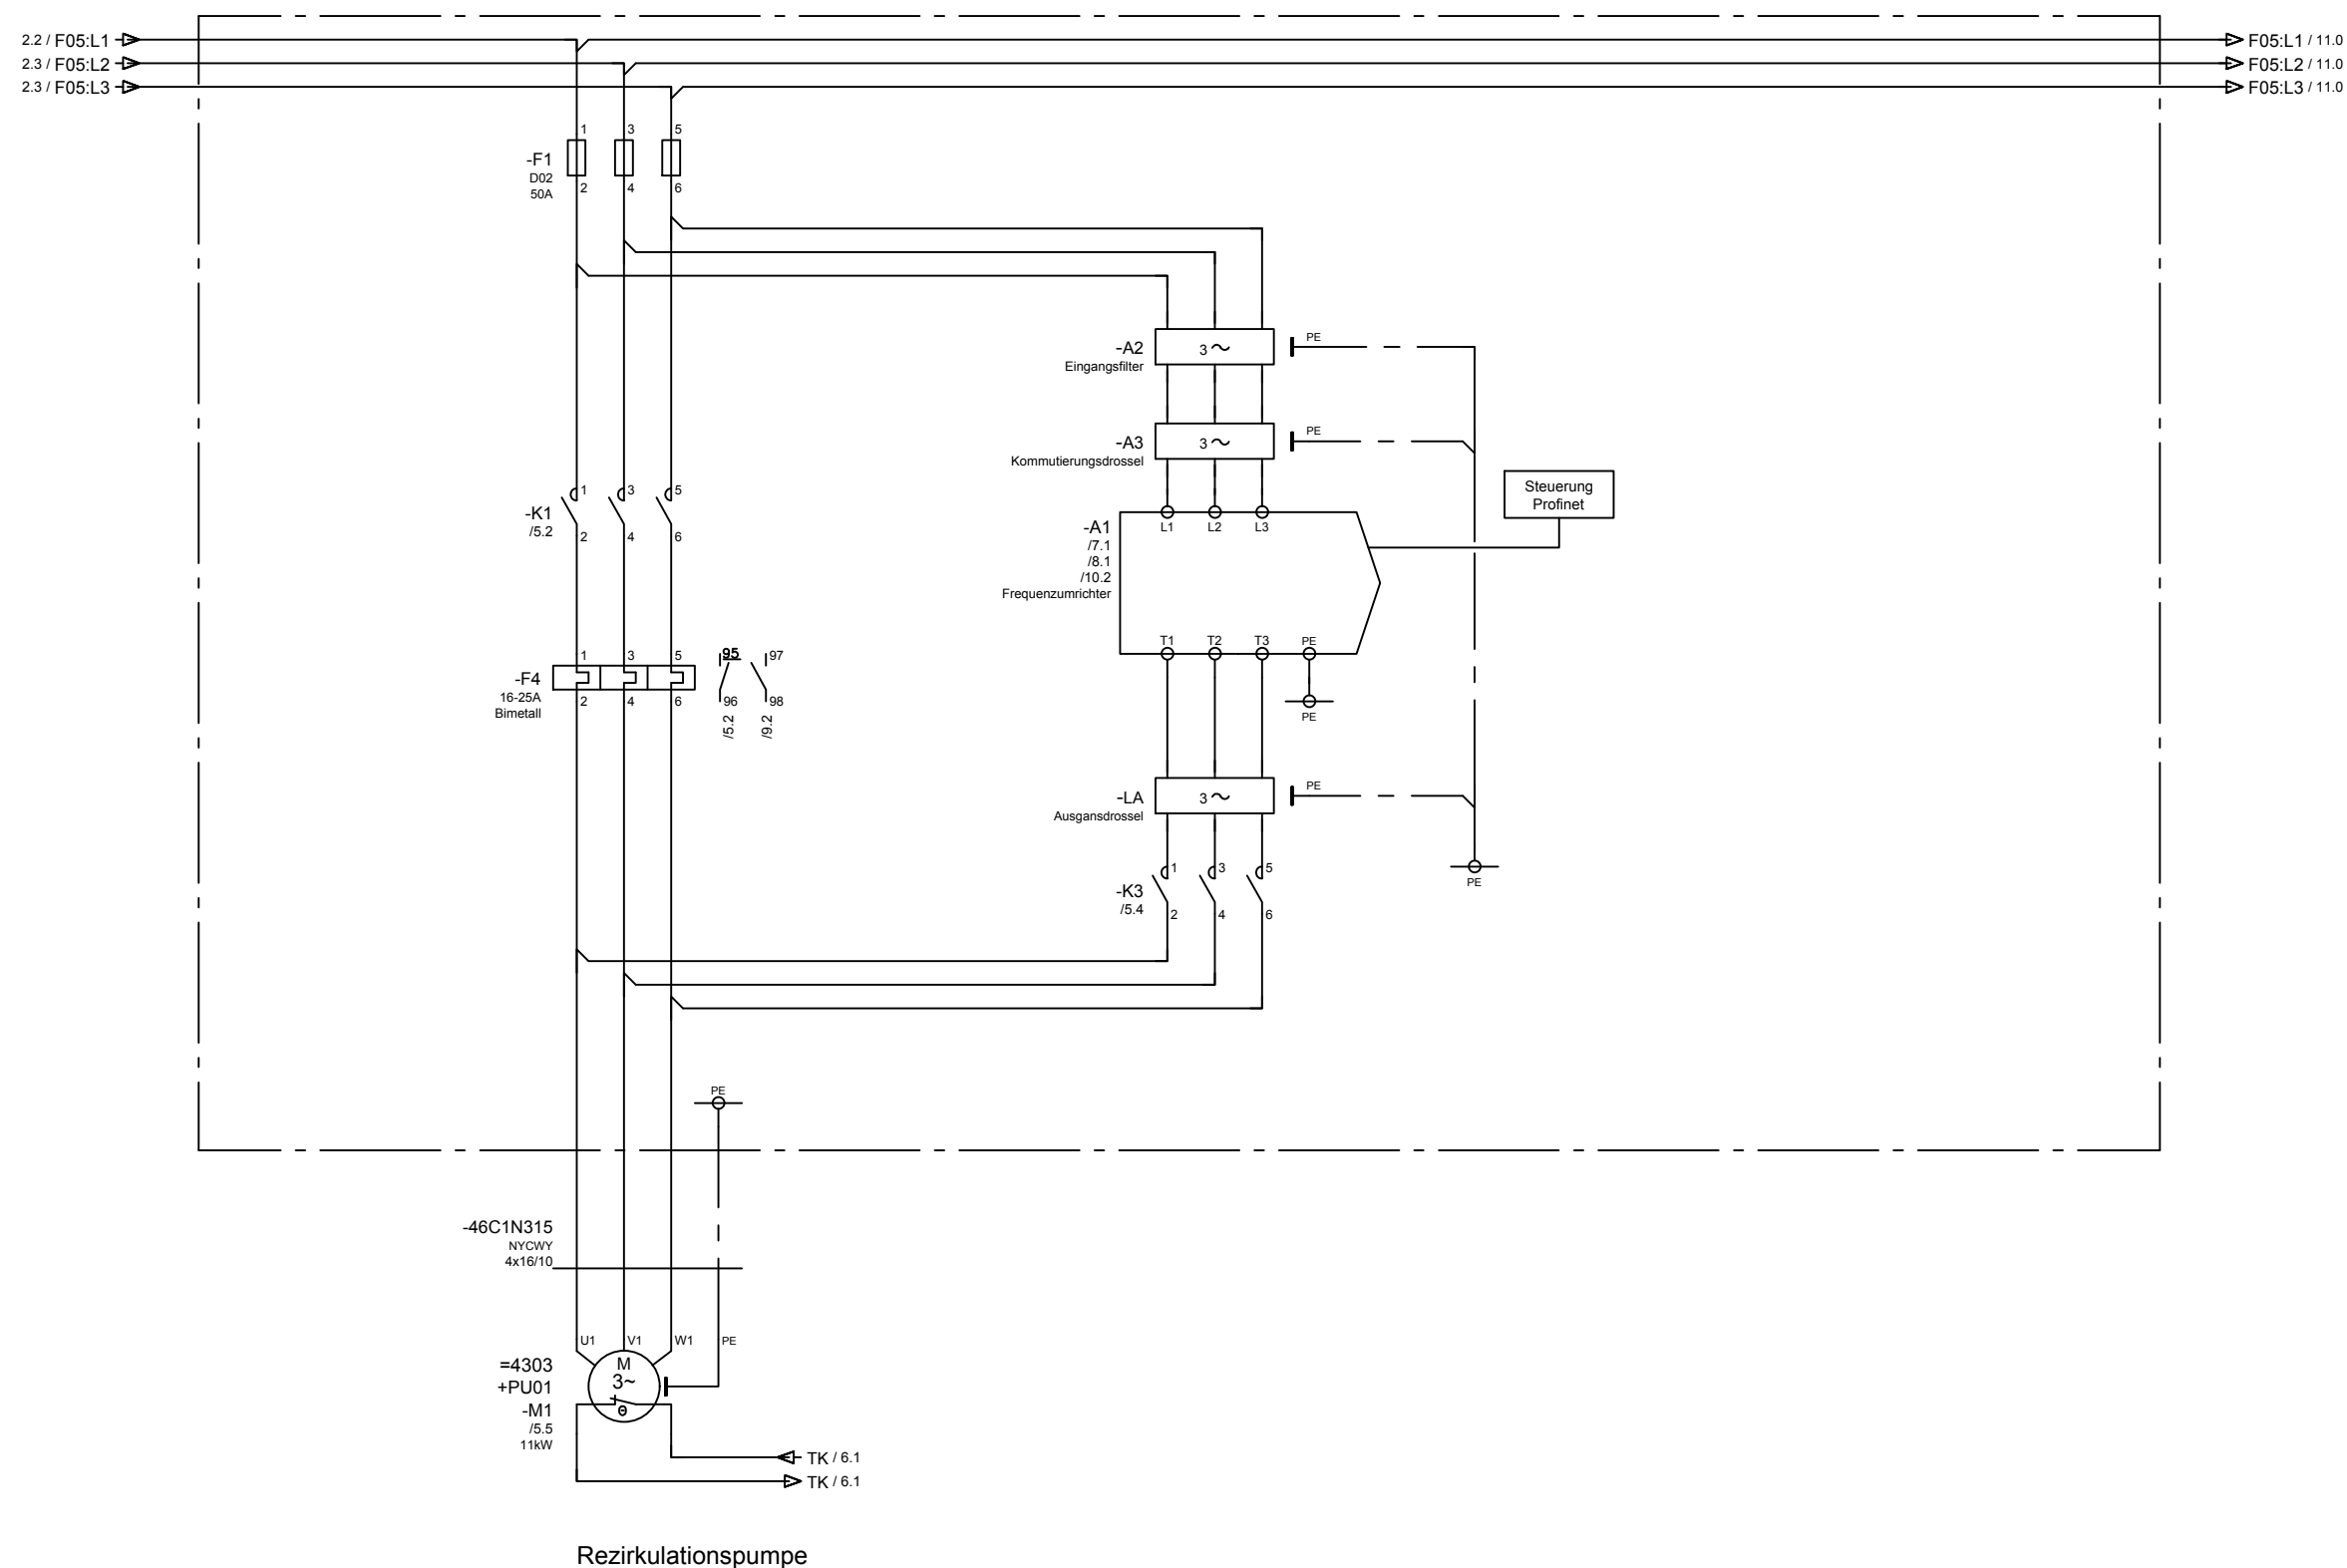 2.2 / F05:L1
F05:L1 / 11.0
2.3 / F05:L2
F05:L2 / 11.0
2.3 / F05:L3
F05:L3 / 11.0
1 3 5
-F1
D02
50A
2 4 6
-A2
Eingangsfilter
3
PE
-A3
Kommutierungsdrossel
3
PE
Steuerung
Profinet
1 3 5
-K1
/5.2
2 4 6
-A1
/7.1
/8.1
/10.2
Frequenzumrichter
L1 L2 L3
T1 T2 T3 PE
PE
1 3 5
-F4
16-25A
Bimetall
2 4 6
95 97
96 98
/5.2 /9.2
-LA
Ausgansdrossel
3
PE
1 3 5
-K3
/5.4
2 4 6
PE
PE
-46C1N315
NYCWY
4x16/10
U1 V1 W1 PE
=4303
+PU01
-M1
/5.5
11kW
M
3~
Θ
TK / 6.1
TK / 6.1
Rezirkulationspumpe